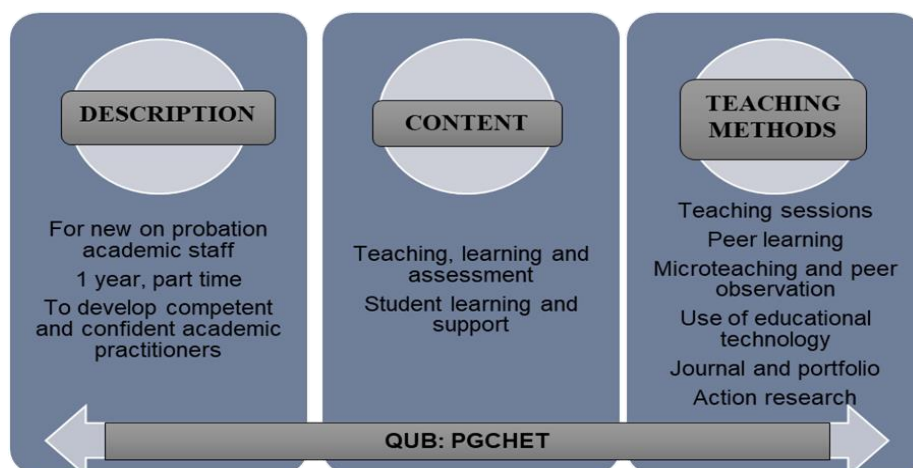 DESCRIPTION
For new on probation
academic staff
1 year, part time
To develop competent
and confident academic
practitioners
CONTENT
Teaching, learning and
assessment
Student learning and
support
TEACHING
METHODS
Teaching sessions
Peer learning
Microteaching and peer
observation
Use of educational
technology
Journal and portfolio
Action research
QUB: PGCHET